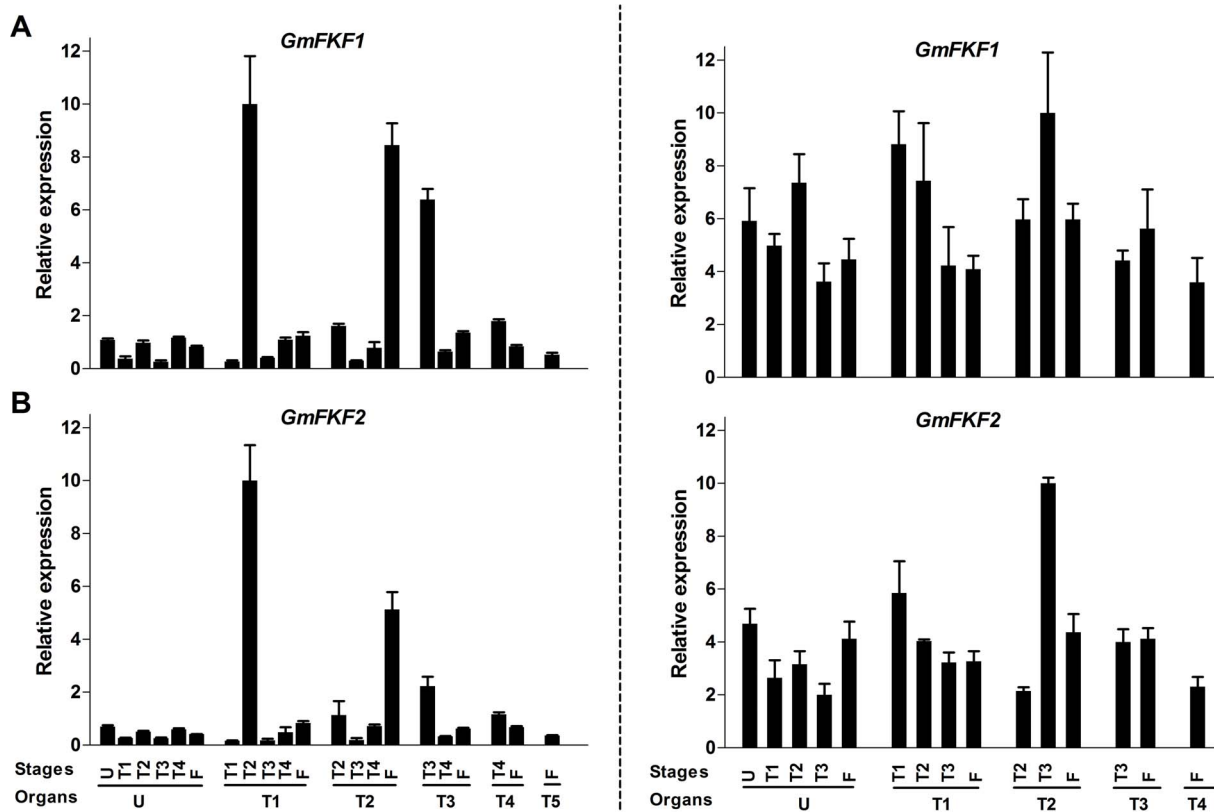 A
GmFKF1
Relative expression
12
10
8
6
4
2
0
GmFKF1
Relative expression
12
10
8
6
4
2
0
B
GmFKF2
Relative expression
12
10
8
6
4
2
0
GmFKF2
Relative expression
12
10
8
6
4
2
0
Stages U T1 T2 T3 T4 F T1 T2 T3 T4 F T2 T3 T4 F T3 T4 F T4 F F
Organs U T1 T2 T3 T4 T5
Stages U T1 T2 T3 F T1 T2 T3 F T2 T3 F T3 F F
Organs U T1 T2 T3 T4